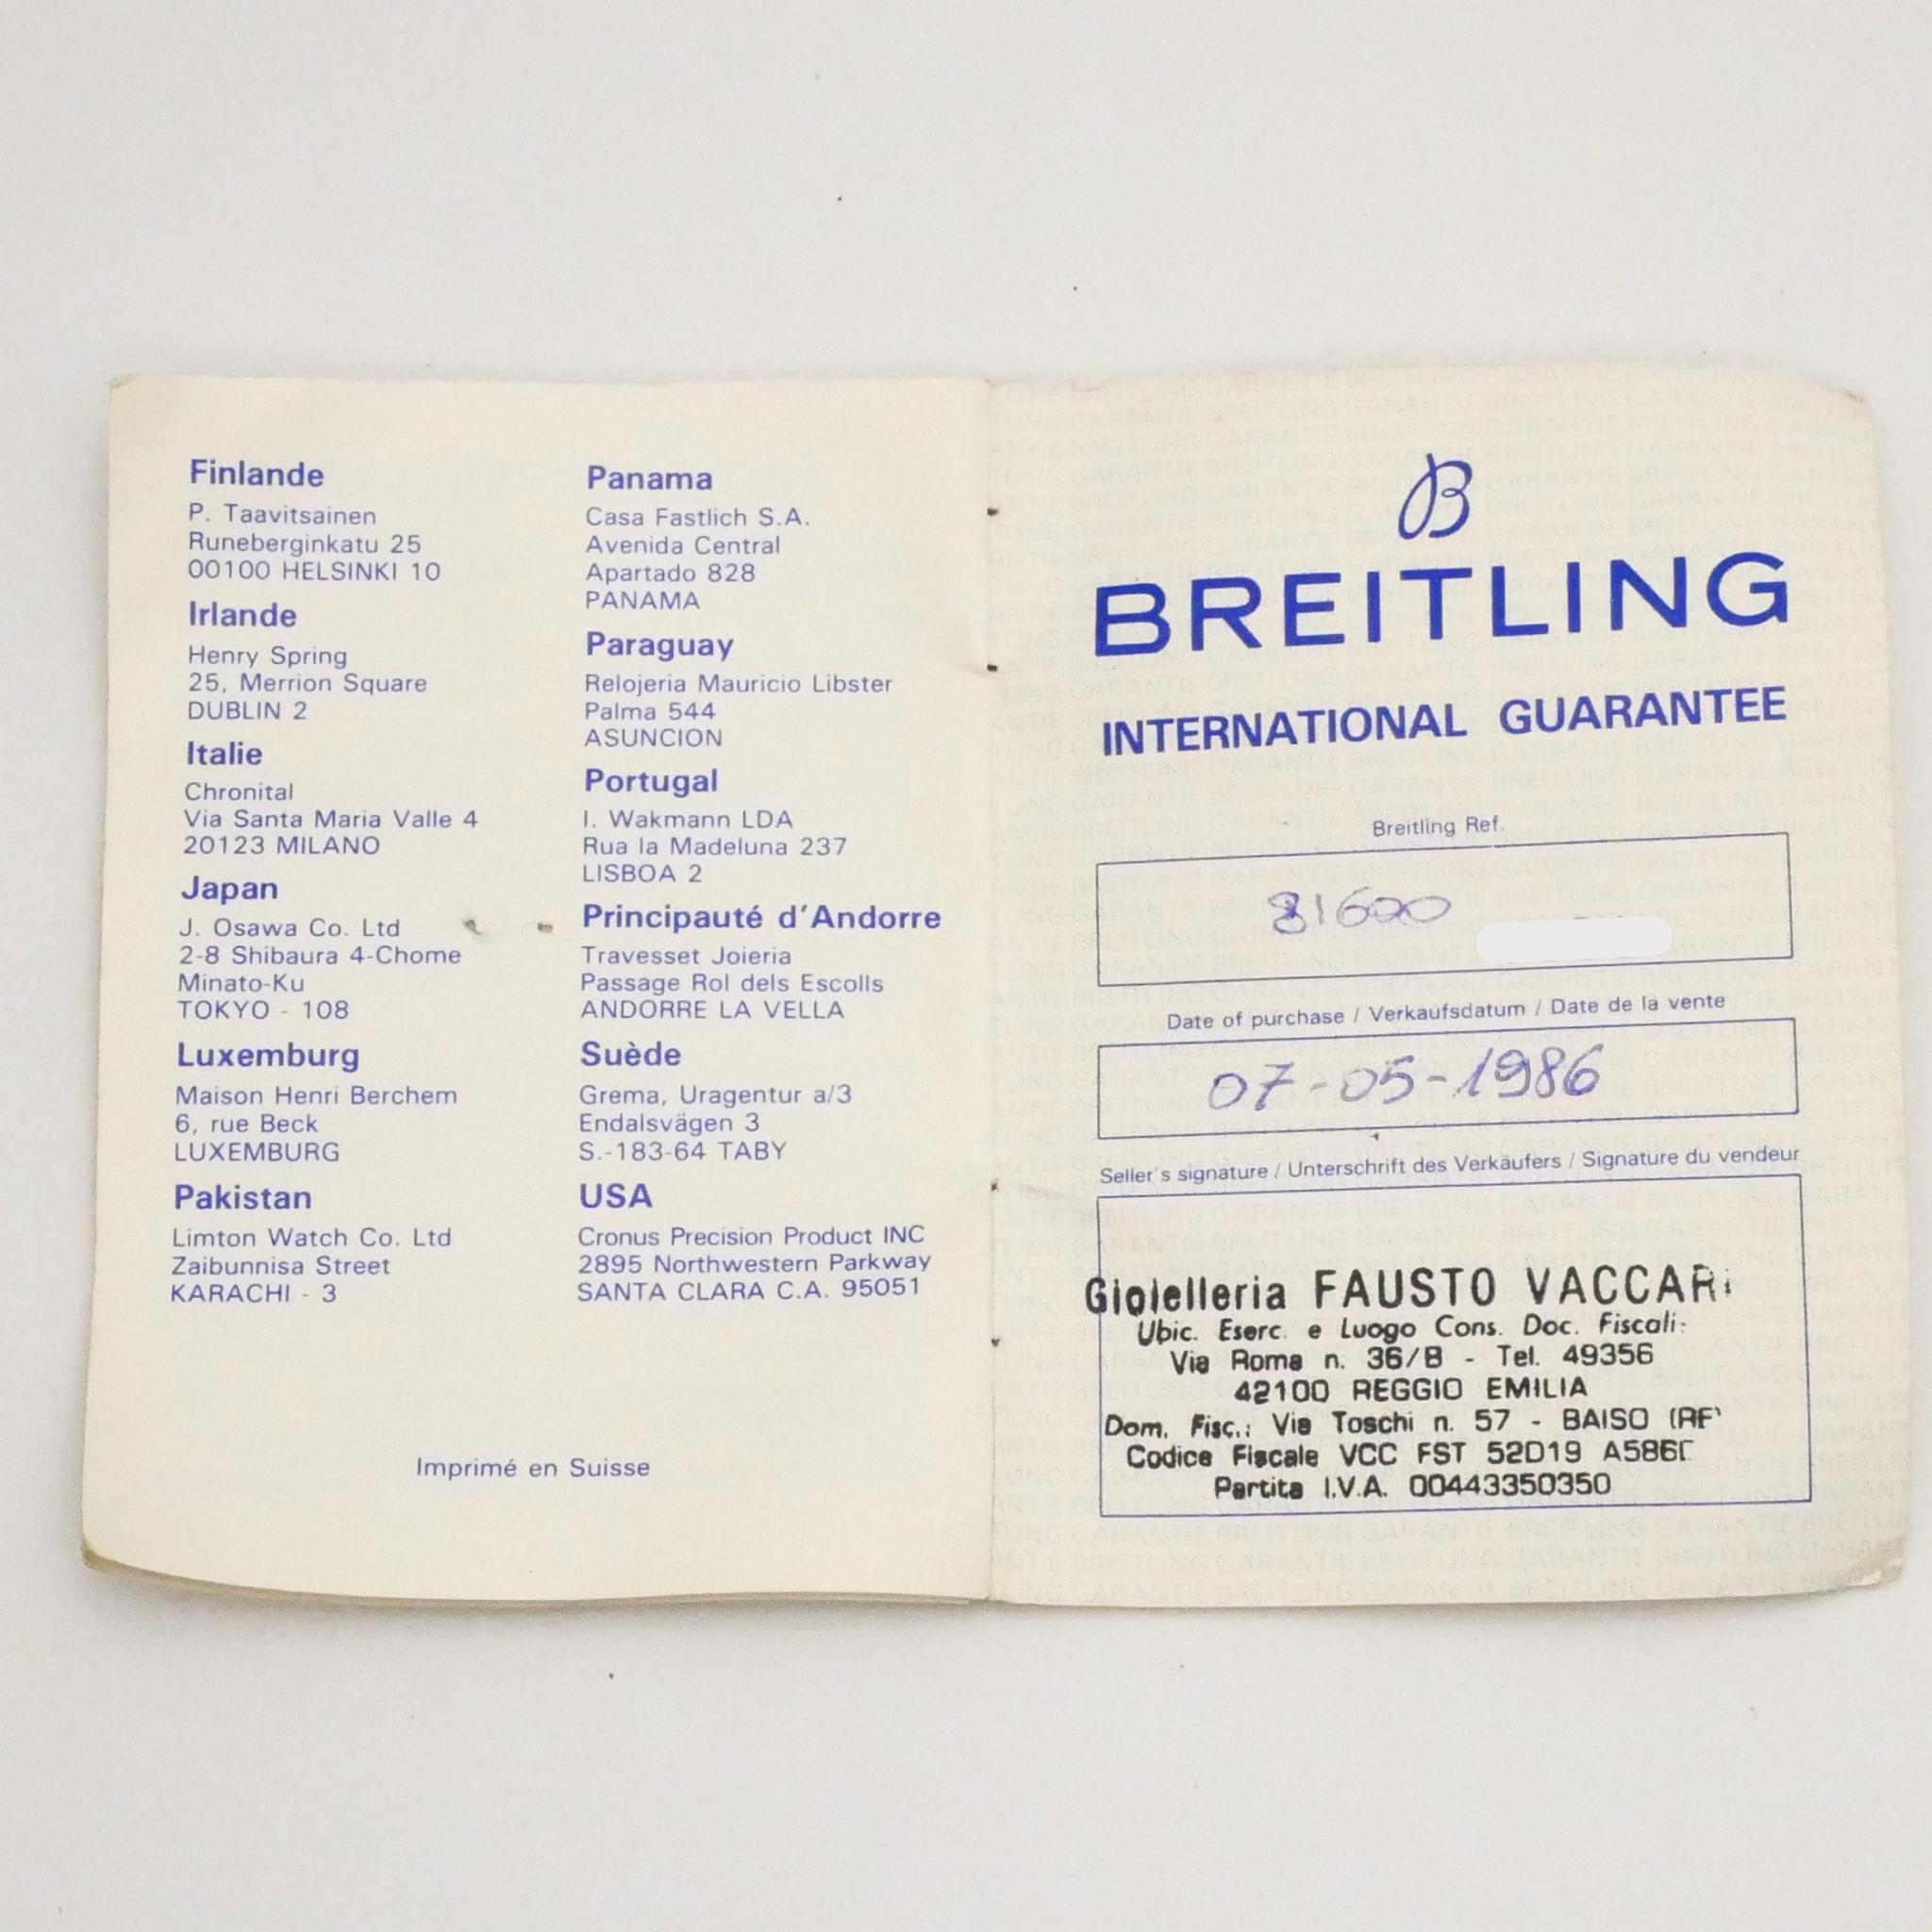 Finlande
P. Taavitsainen
Runeberginkatu 25
00100 HELSINKI 10
Irlande
Henry Spring
25, Merrion Square
DUBLIN 2
Italie
Chronital
Via Santa Maria Valle 4
20123 MILANO
Japan
J. Osawa Co. Ltd
2-8 Shibaura 4-Chome
Minato-Ku
TOKYO - 108
Luxemburg
Maison Henri Berchem
6, rue Beck
LUXEMBURG
Pakistan
Limton Watch Co. Ltd
Zaibunnisa Street
KARACHI - 3
Panama
Casa Fastlich S.A.
Avenida Central
Apartado 828
PANAMA
Paraguay
Relojeria Mauricio Libster
Palma 544
ASUNCION
Portugal
I. Wakmann LDA
Rua la Madeluna 237
LISBOA 2
Principauté d'Andorre
Travesset Joieria
Passage Rol dels Escolls
ANDORRE LA VELLA
Suède
Grema, Uragentur a/3
Endalsvägen 3
S.-183-64 TABY
USA
Cronus Precision Product INC
2895 Northwestern Parkway
SANTA CLARA C.A. 95051
Imprimé en Suisse
B
BREITLING
INTERNATIONAL GUARANTEE
Breitling Ref.
81600
Date of purchase / Verkaufsdatum / Date de la vente
07-05-1986
Seller's signature / Unterschrift des Verkäufers / Signature du vendeur
Gioielleria FAUSTO VACCARI
Ubic. Eserc. e Luogo Cons. Doc. Fiscali:
Via Roma n. 36/B - Tel. 49356
42100 REGGIO EMILIA
Dom. Fisc.: Via Toschi n. 57 - BAISO
Codice Fiscale VCC FST 52D19
Partita I.V.A. 00443350350